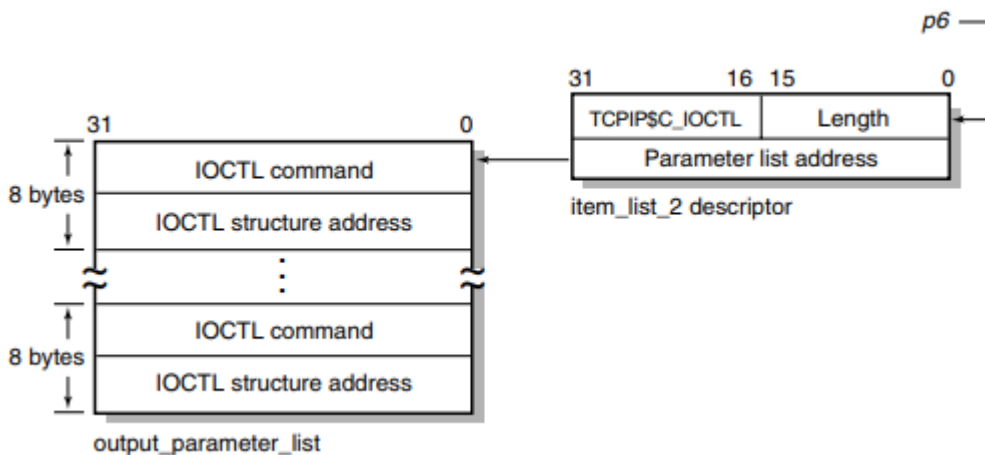 p6
31 16 15 0
TCPIP$C_IOCTL Length
Parameter list address
item_list_2 descriptor
31 0
8 bytes
IOCTL command
IOCTL structure address
⋮
8 bytes
IOCTL command
IOCTL structure address
output_parameter_list